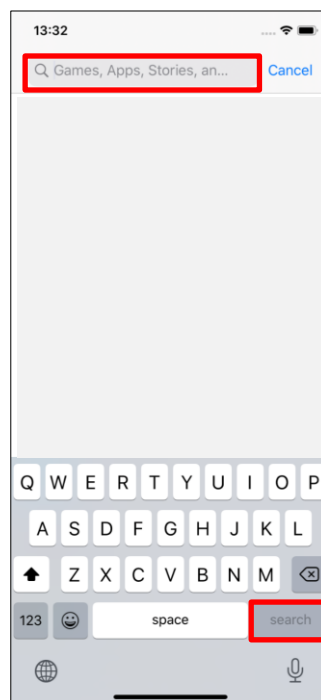 13:32
Games, Apps, Stories, an...
Cancel
Q W E R T Y U I O P
A S D F G H J K L
Z X C V B N M
123 space search